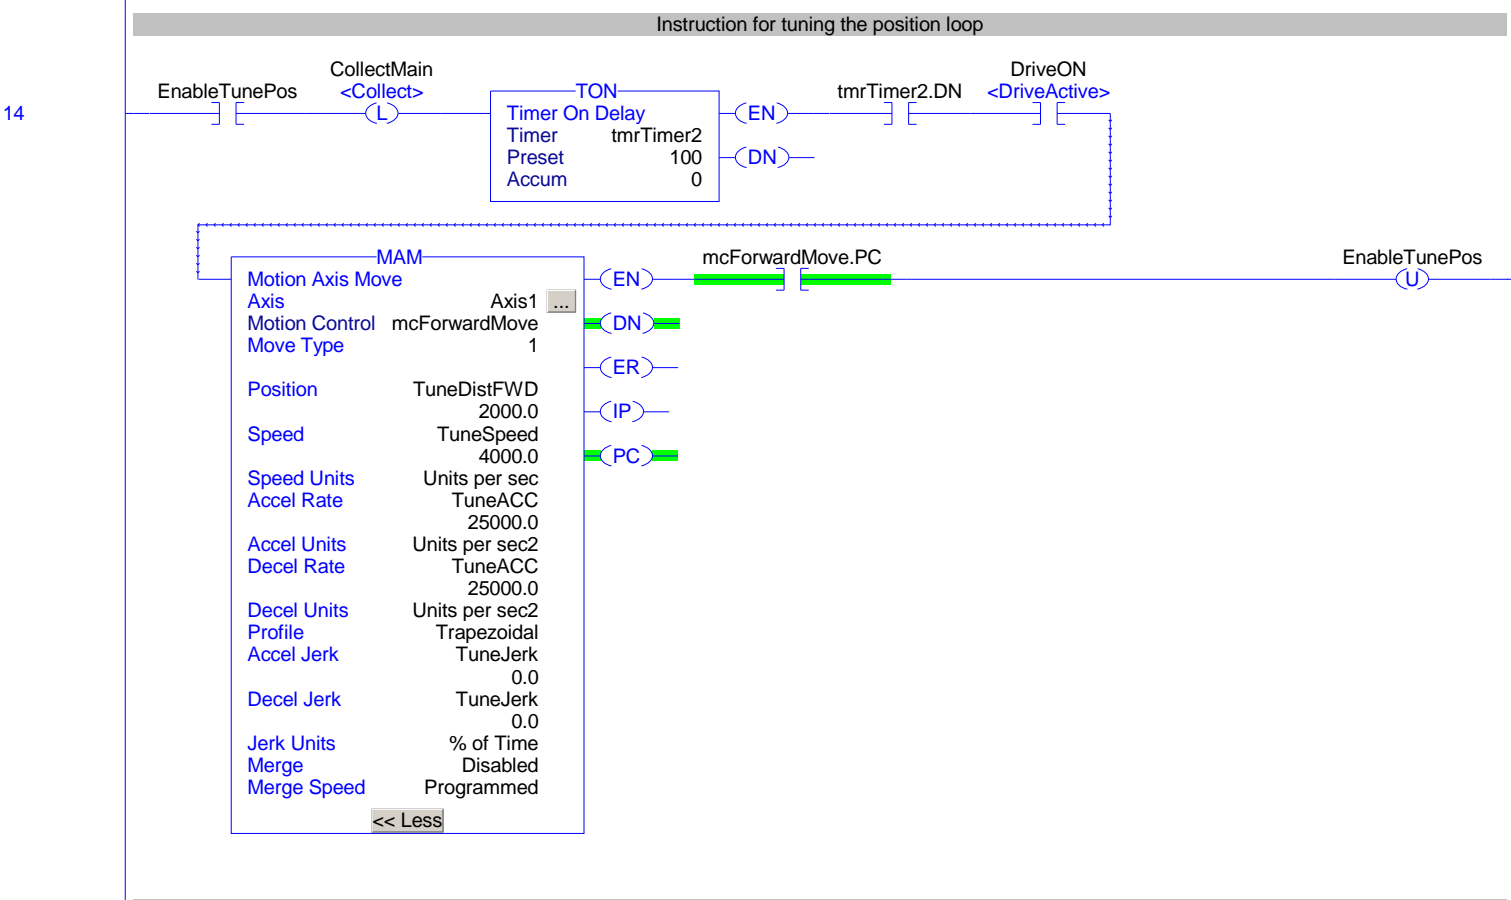 Instruction for tuning the position loop
14
EnableTunePos
CollectMain
<Collect>
L
TON
Timer On Delay
Timer tmrTimer2
Preset 100
Accum 0
EN
DN
tmrTimer2.DN
DriveON
<DriveActive>
MAM
Motion Axis Move
Axis Axis1 ...
Motion Control mcForwardMove
Move Type 1
Position TuneDistFWD
2000.0
Speed TuneSpeed
4000.0
Speed Units Units per sec
Accel Rate TuneACC
25000.0
Accel Units Units per sec2
Decel Rate TuneACC
25000.0
Decel Units Units per sec2
Profile Trapezoidal
Accel Jerk TuneJerk
0.0
Decel Jerk TuneJerk
0.0
Jerk Units % of Time
Merge Disabled
Merge Speed Programmed
<< Less
EN
DN
ER
IP
PC
mcForwardMove.PC
EnableTunePos
U